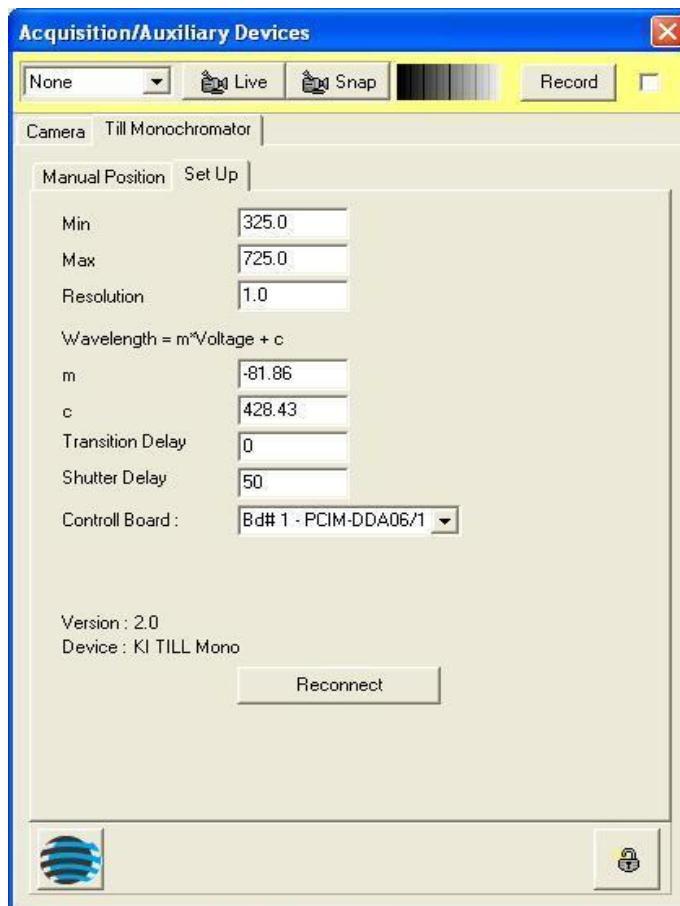 Acquisition/Auxiliary Devices
None Live Snap Record
Camera Till Monochromator
Manual Position Set Up
Min 325.0
Max 725.0
Resolution 1.0
Wavelength = m*Voltage + c
m -81.86
c 428.43
Transition Delay 0
Shutter Delay 50
Controll Board : Bd# 1 - PCIM-DDA06/1
Version : 2.0
Device : KI TILL Mono
Reconnect